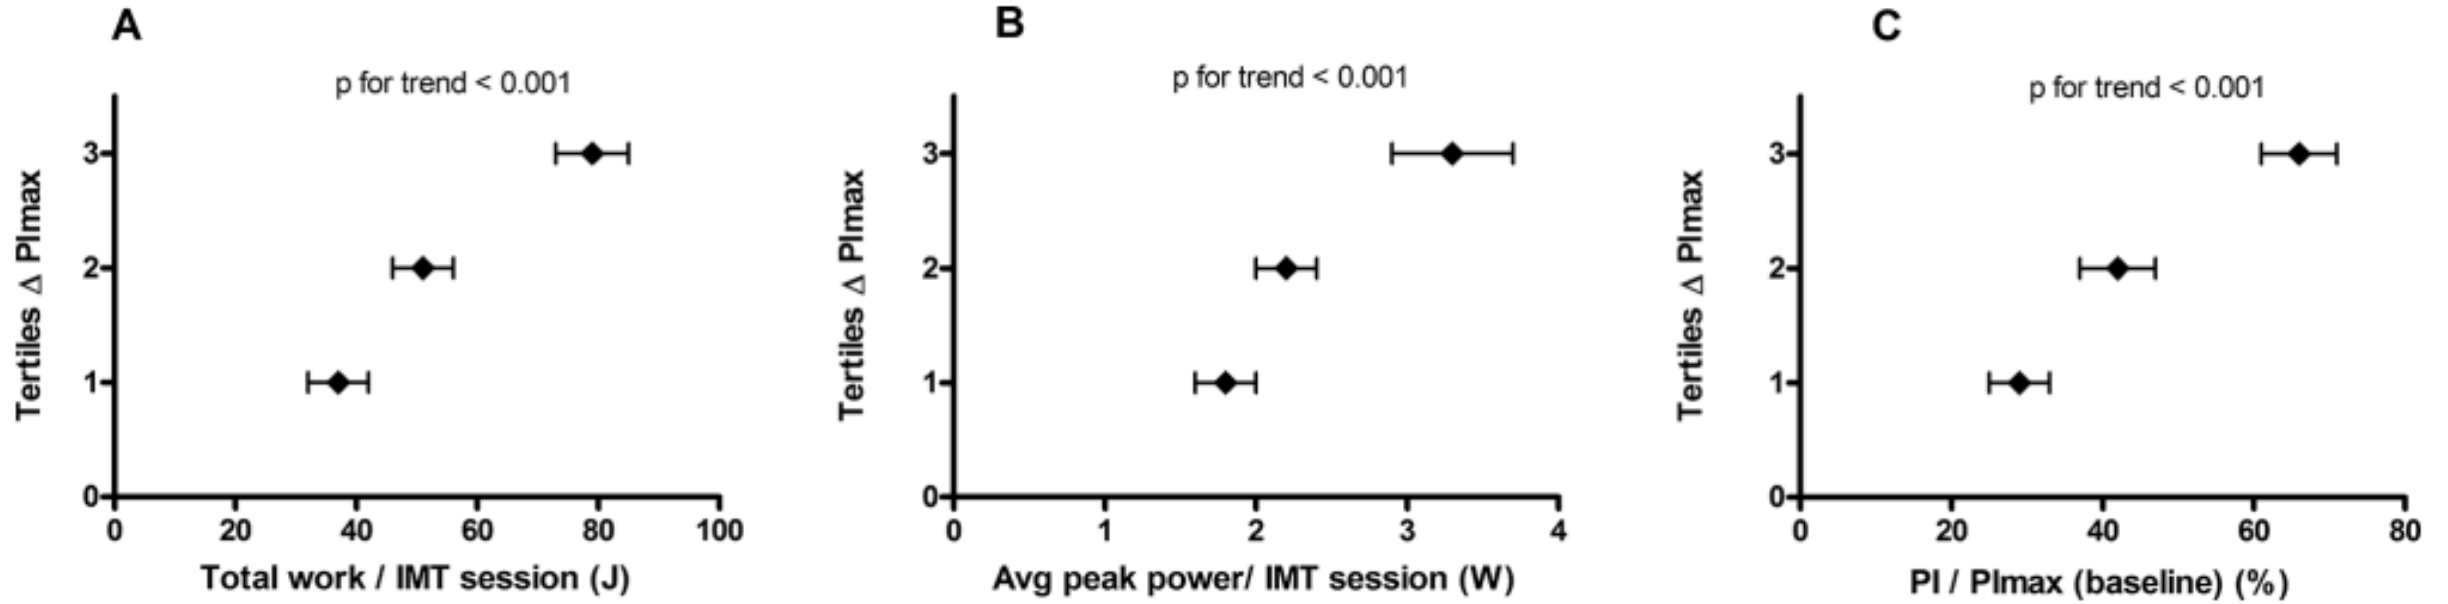 A
p for trend < 0.001
Tertiles Δ PImax
3
2
1
0
0 20 40 60 80 100
Total work / IMT session (J)
B
p for trend < 0.001
Tertiles Δ PImax
3
2
1
0
0 1 2 3 4
Avg peak power/ IMT session (W)
C
p for trend < 0.001
Tertiles Δ PImax
3
2
1
0
0 20 40 60 80
PI / PImax (baseline) (%)